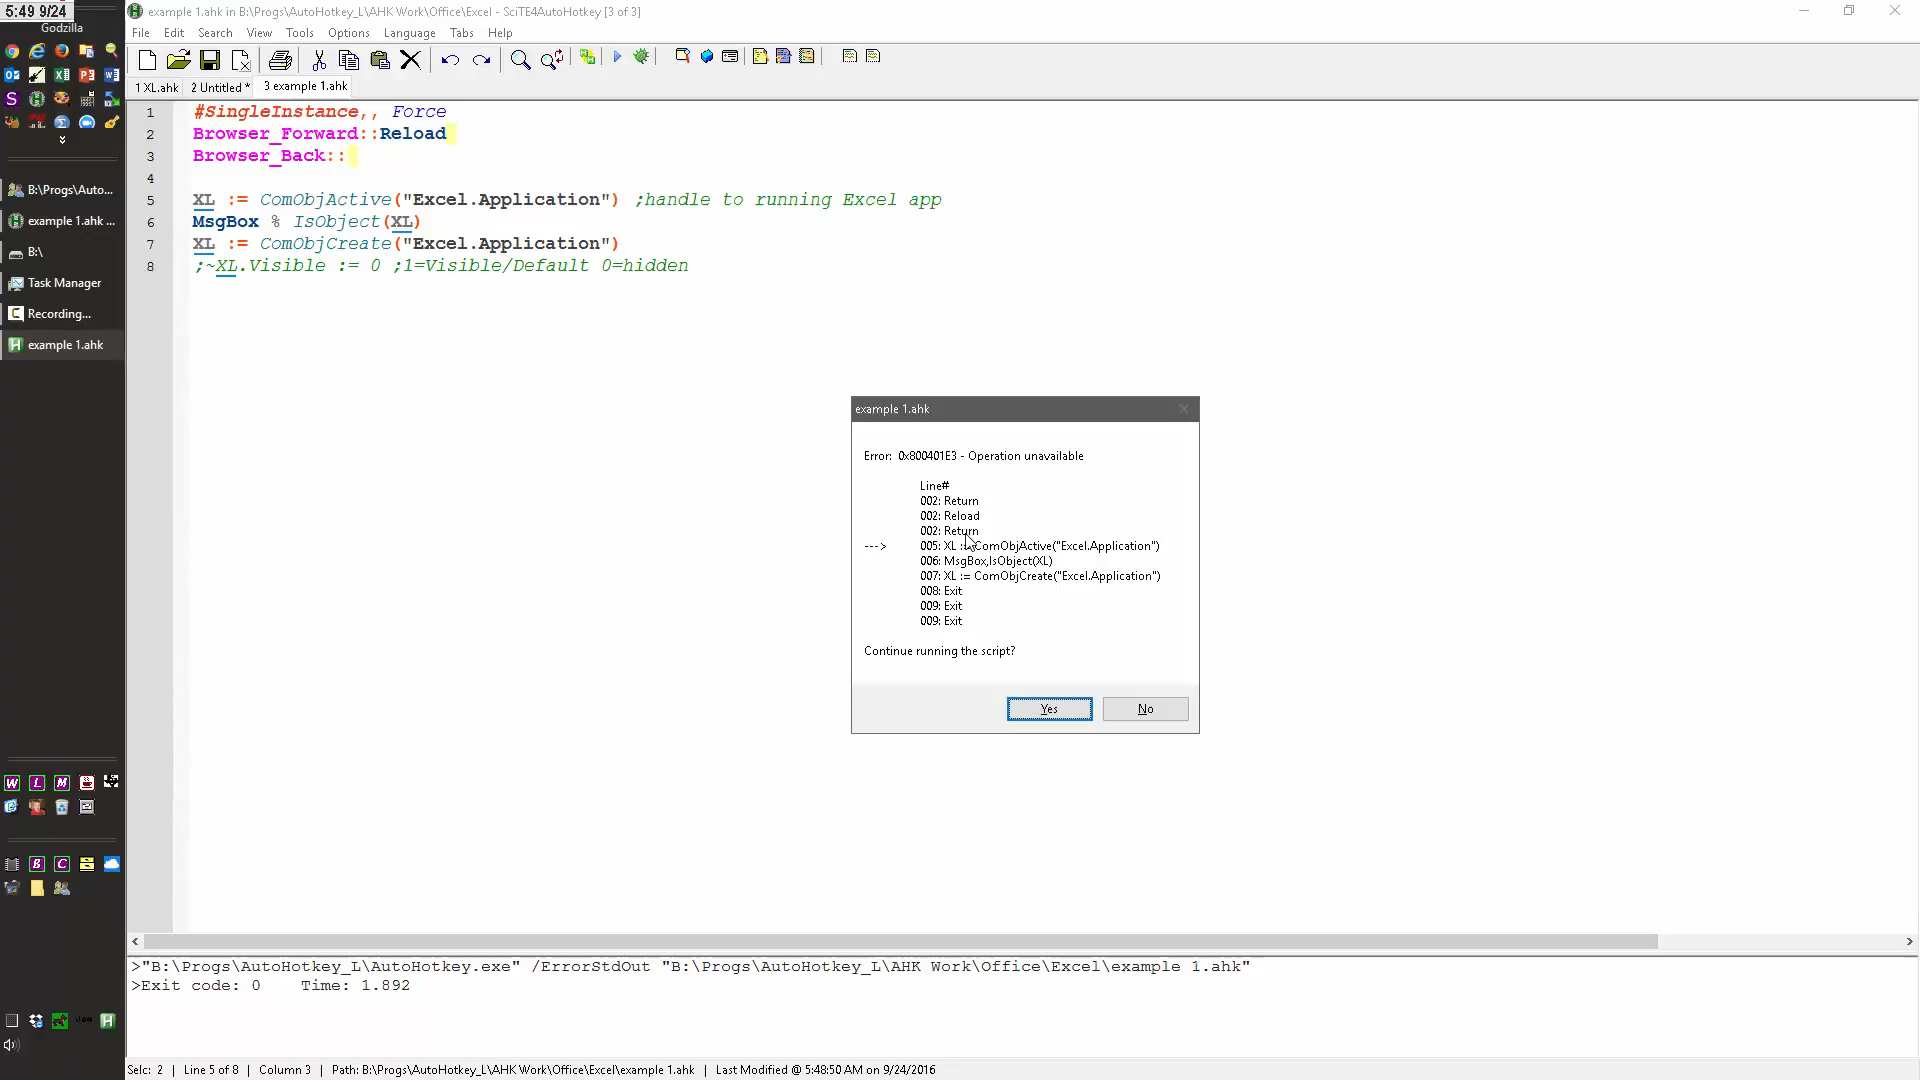 5:49 9/24
Godzilla
example 1.ahk in B:\Progs\AutoHotkey_L\AHK Work\Office\Excel - SciTE4AutoHotkey [3 of 3]
File Edit Search View Tools Options Language Tabs Help
1 XL.ahk 2 Untitled * 3 example 1.ahk
1 #SingleInstance,, Force
2 Browser_Forward::Reload
3 Browser_Back::
4
5 XL := ComObjActive("Excel.Application") ;handle to running Excel app
6 MsgBox % IsObject(XL)
7 XL := ComObjCreate("Excel.Application")
8 ;~XL.Visible := 0 ;1=Visible/Default 0=hidden
B:\Progs\Auto...
example 1.ahk ...
B:\
Task Manager
Recording...
example 1.ahk
example 1.ahk
Error: 0x800401E3 - Operation unavailable
Line#
002: Return
002: Reload
002: Return
---> 005: XL := ComObjActive("Excel.Application")
006: MsgBox,IsObject(XL)
007: XL := ComObjCreate("Excel.Application")
008: Exit
009: Exit
009: Exit
Continue running the script?
Yes No
W L M
B C
>"B:\Progs\AutoHotkey_L\AutoHotkey.exe" /ErrorStdOut "B:\Progs\AutoHotkey_L\AHK Work\Office\Excel\example 1.ahk"
>Exit code: 0 Time: 1.892
Selc: 2 | Line 5 of 8 | Column 3 | Path: B:\Progs\AutoHotkey_L\AHK Work\Office\Excel\example 1.ahk | Last Modified @ 5:48:50 AM on 9/24/2016